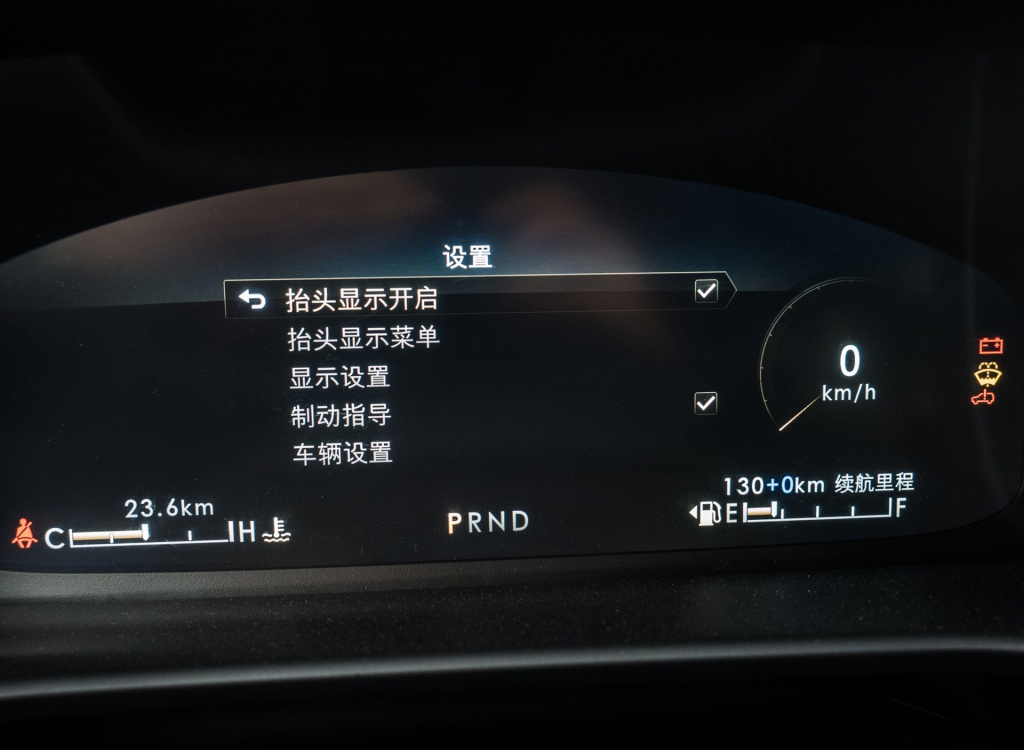 设置
抬头显示开启
抬头显示菜单
显示设置
制动指导
车辆设置
0
km/h
130+0km 续航里程
23.6km
C H
PRND
E F